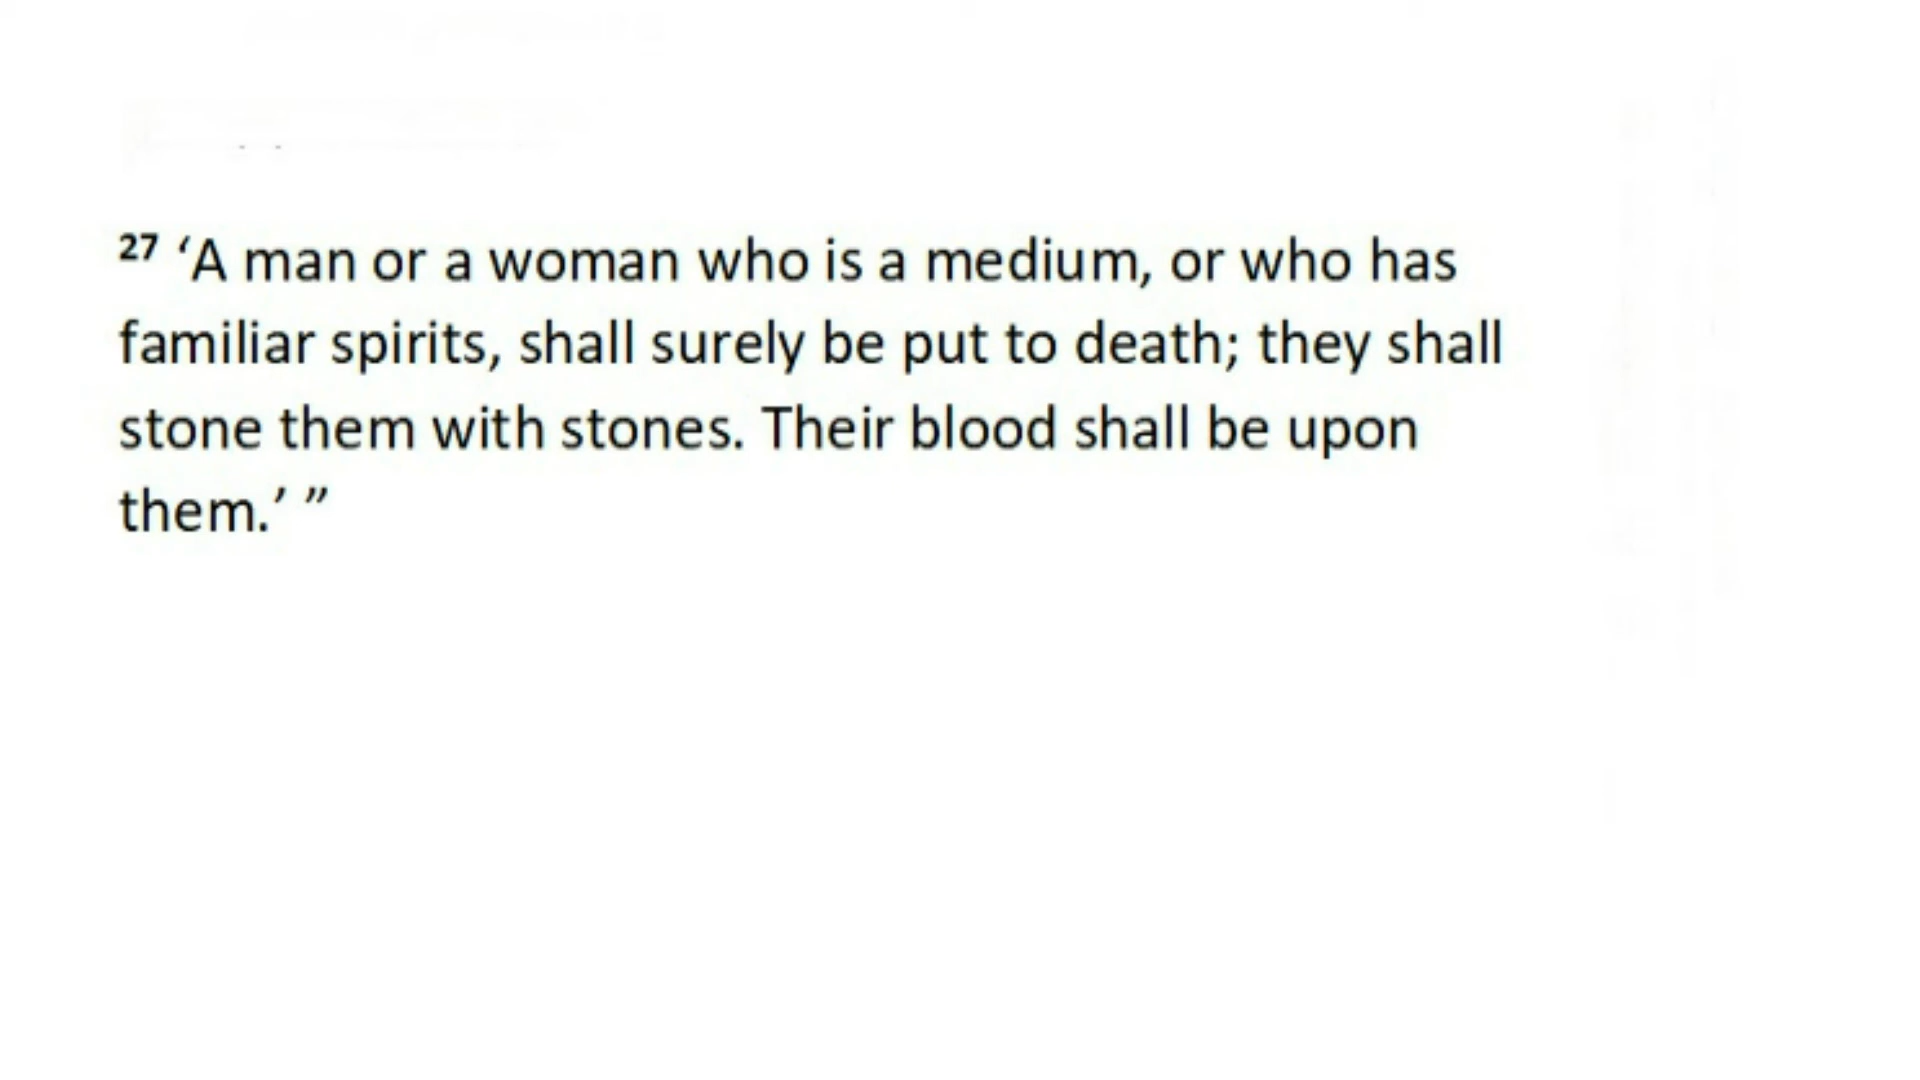 27 ‘A man or a woman who is a medium, or who has
familiar spirits, shall surely be put to death; they shall
stone them with stones. Their blood shall be upon
them.’ ”